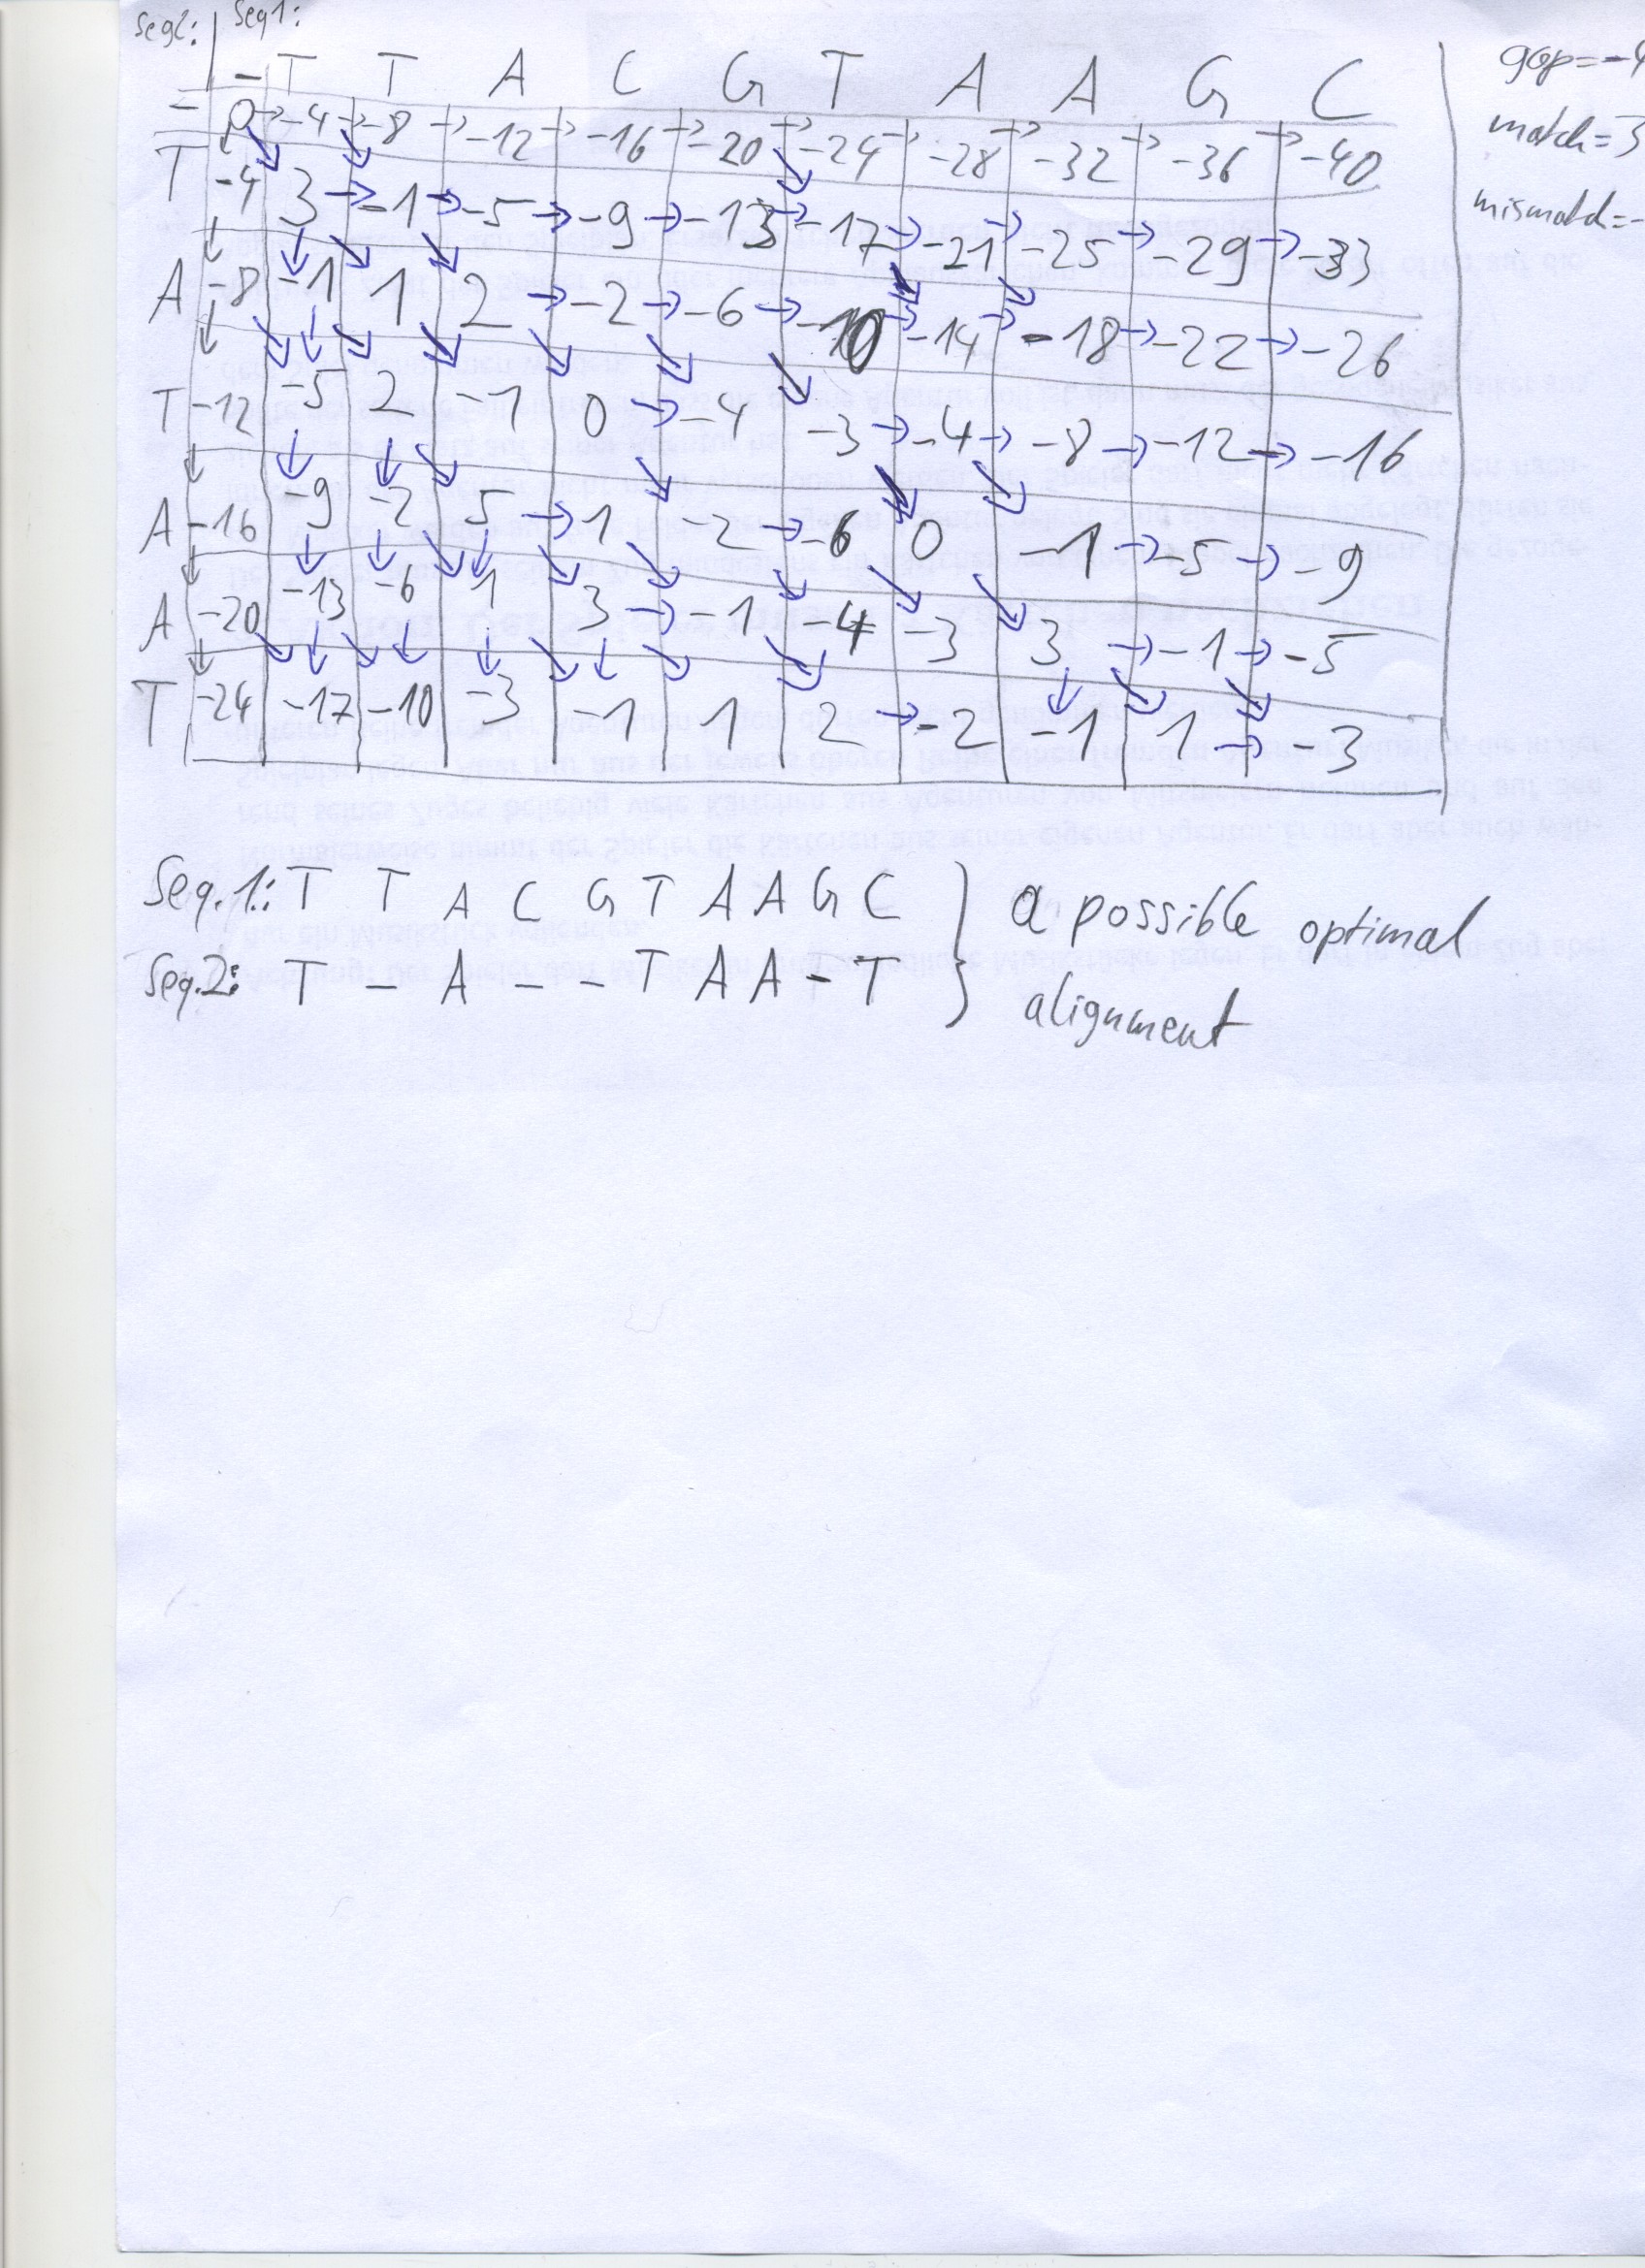 Seq2: Seq1:
- T T A C G T A A G C
gap=-4
- 0 -4 -8 -12 -16 -20 -24 -28 -32 -36 -40
match=3
T -4 3 -1 -5 -9 -13 -17 -21 -25 -29 -33
mismatch=-
A -8 -1 1 2 -2 -6 -10 -14 -18 -22 -26
T -12 -5 2 -1 0 -4 -3 -4 -8 -12 -16
A -16 -9 -2 5 1 -2 -6 0 -1 -5 -9
A -20 -13 -6 1 3 -1 -4 -3 3 -1 -5
T -24 -17 -10 -3 -1 1 2 -2 -1 1 -3
Seq.1.: T T A C G T A A G C } a possible optimal
Seq.2: T - A - - T A A - T alignment